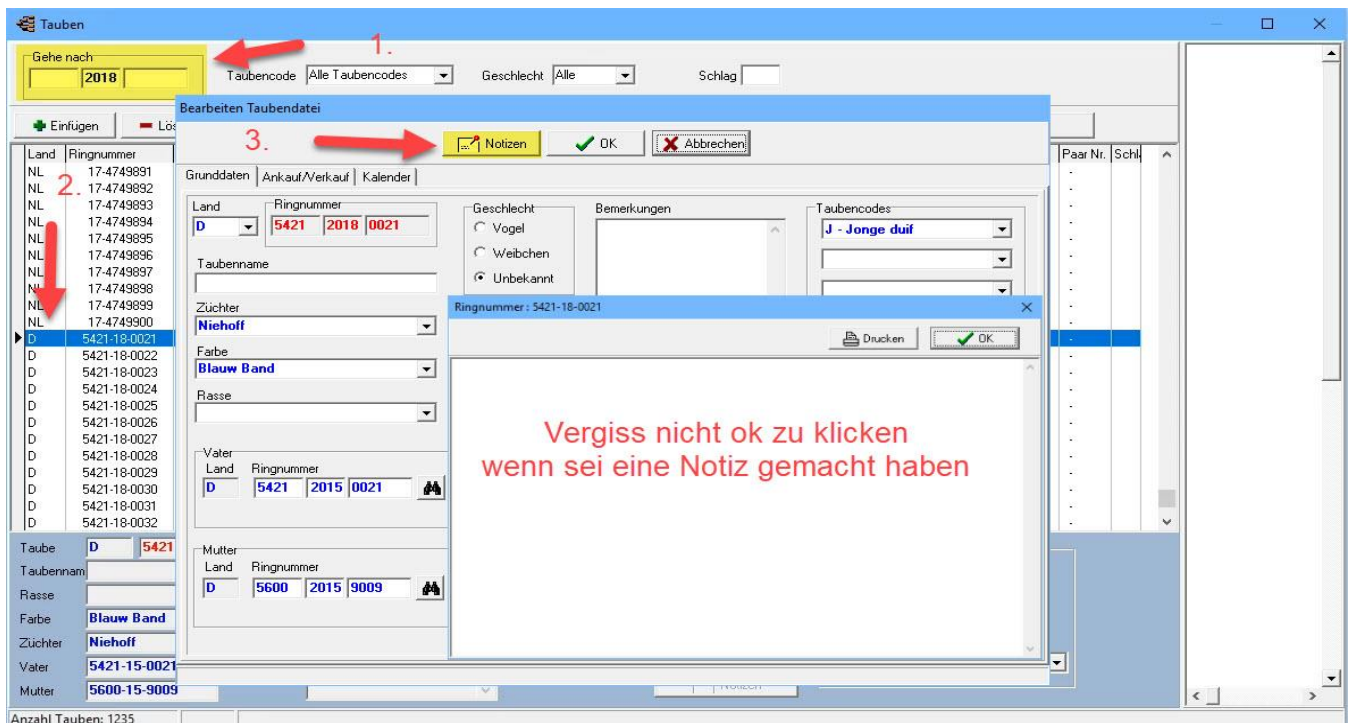 Tauben
Gehe nach
2018
1.
Taubencode Alle Taubencodes
Geschlecht Alle
Schlag
Einfügen
Lös
Bearbeiten Taubendatei
3.
Notizen
OK
Abbrechen
Land Ringnummer
Paar Nr. Schl
2.
NL 17-4749891
NL 17-4749892
NL 17-4749893
NL 17-4749894
NL 17-4749895
NL 17-4749896
NL 17-4749897
NL 17-4749898
NL 17-4749899
NL 17-4749900
D 5421-18-0021
D 5421-18-0022
D 5421-18-0023
D 5421-18-0024
D 5421-18-0025
D 5421-18-0026
D 5421-18-0027
D 5421-18-0028
D 5421-18-0029
D 5421-18-0030
D 5421-18-0031
D 5421-18-0032
Grunddaten Ankauf/Verkauf Kalender
Land Ringnummer
D 5421 2018 0021
Taubenname
Züchter
Niehoff
Farbe
Blauw Band
Rasse
Vater
Land Ringnummer
D 5421 2015 0021
Mutter
Land Ringnummer
D 5600 2015 9009
Geschlecht
Vogel
Weibchen
Unbekannt
Bemerkungen
Taubencodes
J - Jonge duif
Ringnummer : 5421-18-0021
Drucken
OK
Vergiss nicht ok zu klicken
wenn sei eine Notiz gemacht haben
Taube D 5421
Taubennam
Rasse
Farbe Blauw Band
Züchter Niehoff
Vater 5421-15-0021
Mutter 5600-15-9009
Notizen
Anzahl Tauben: 1235